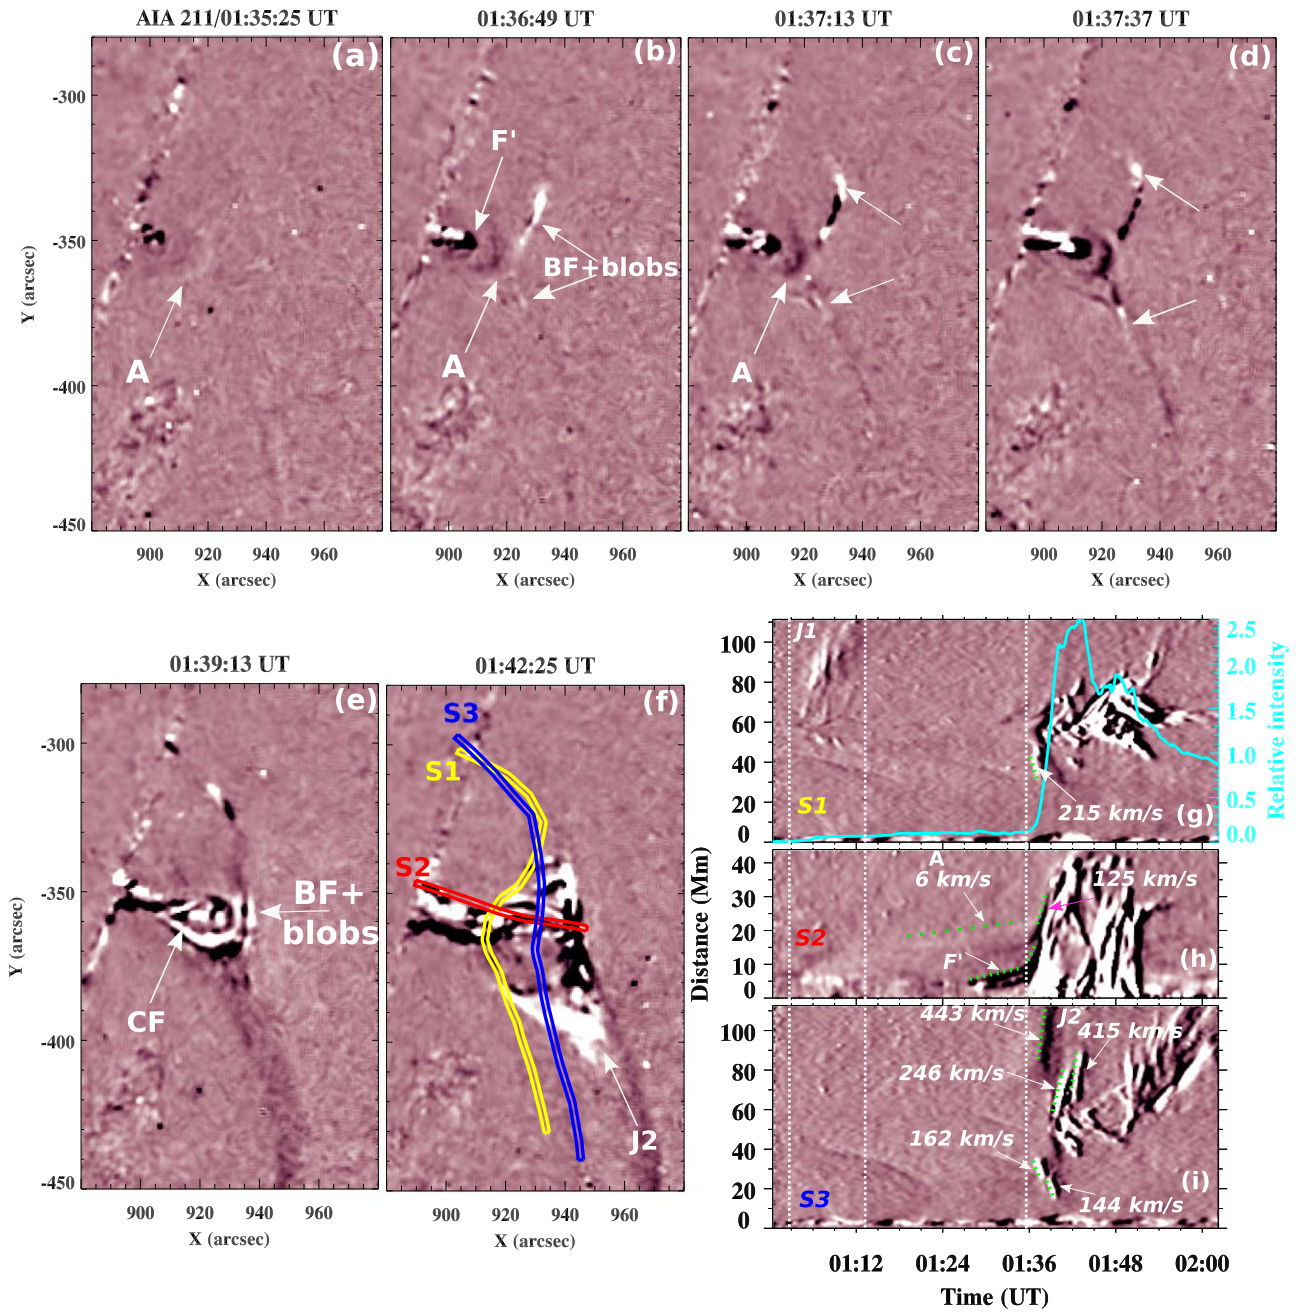 AIA 211/01:35:25 UT
01:36:49 UT
01:37:13 UT
01:37:37 UT
(a)
(b)
(c)
(d)
-300
-350
-400
-450
Y (arcsec)
F'
BF+blobs
A
A
A
900 920 940 960
900 920 940 960
900 920 940 960
900 920 940 960
X (arcsec)
X (arcsec)
X (arcsec)
X (arcsec)
01:39:13 UT
01:42:25 UT
(e)
(f)
-300
-350
-400
-450
Y (arcsec)
BF+
blobs
CF
S3
S1
S2
J2
900 920 940 960
900 920 940 960
X (arcsec)
X (arcsec)
J1
100
80
60
40
20
0
S1
215 km/s
(g)
2.5
2.0
1.5
1.0
0.5
0.0
Relative intensity
Distance (Mm)
40
30
20
10
0
A
6 km/s
125 km/s
S2
F'
(h)
100
80
60
40
20
0
443 km/s
J2
415 km/s
246 km/s
162 km/s
144 km/s
S3
(i)
01:12 01:24 01:36 01:48 02:00
Time (UT)